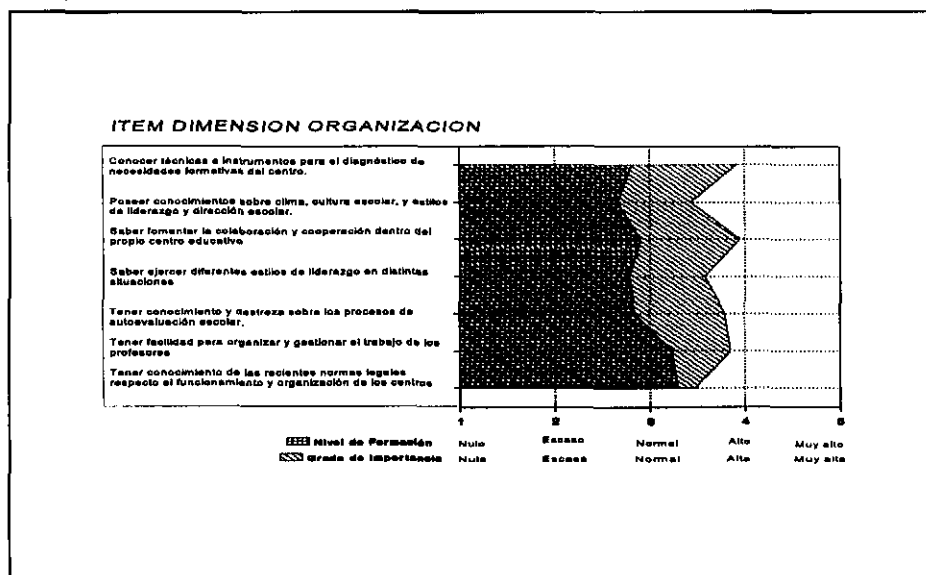 ITEM DIMENSION ORGANIZACION
Conocer técnicas e instrumentos para el diagnóstico de
necesidades formativas del centro.
Poseer conocimientos sobre clima, cultura escolar, y estilos
de liderazgo y dirección escolar.
Saber fomentar la colaboración y cooperación dentro del
propio centro educativo
Saber ejercer diferentes estilos de liderazgo en distintas
situaciones
Tener conocimiento y destreza sobre los procesos de
autoevaluación escolar.
Tener facilidad para organizar y gestionar el trabajo de los
profesores
Tener conocimiento de las recientes normas legales
respecto el funcionamiento y organización de los centros
1 2 3 4 5
Nivel de Formación Nulo Escaso Normal Alto Muy alto
Grado de Importancia Nula Escasa Normal Alta Muy alta